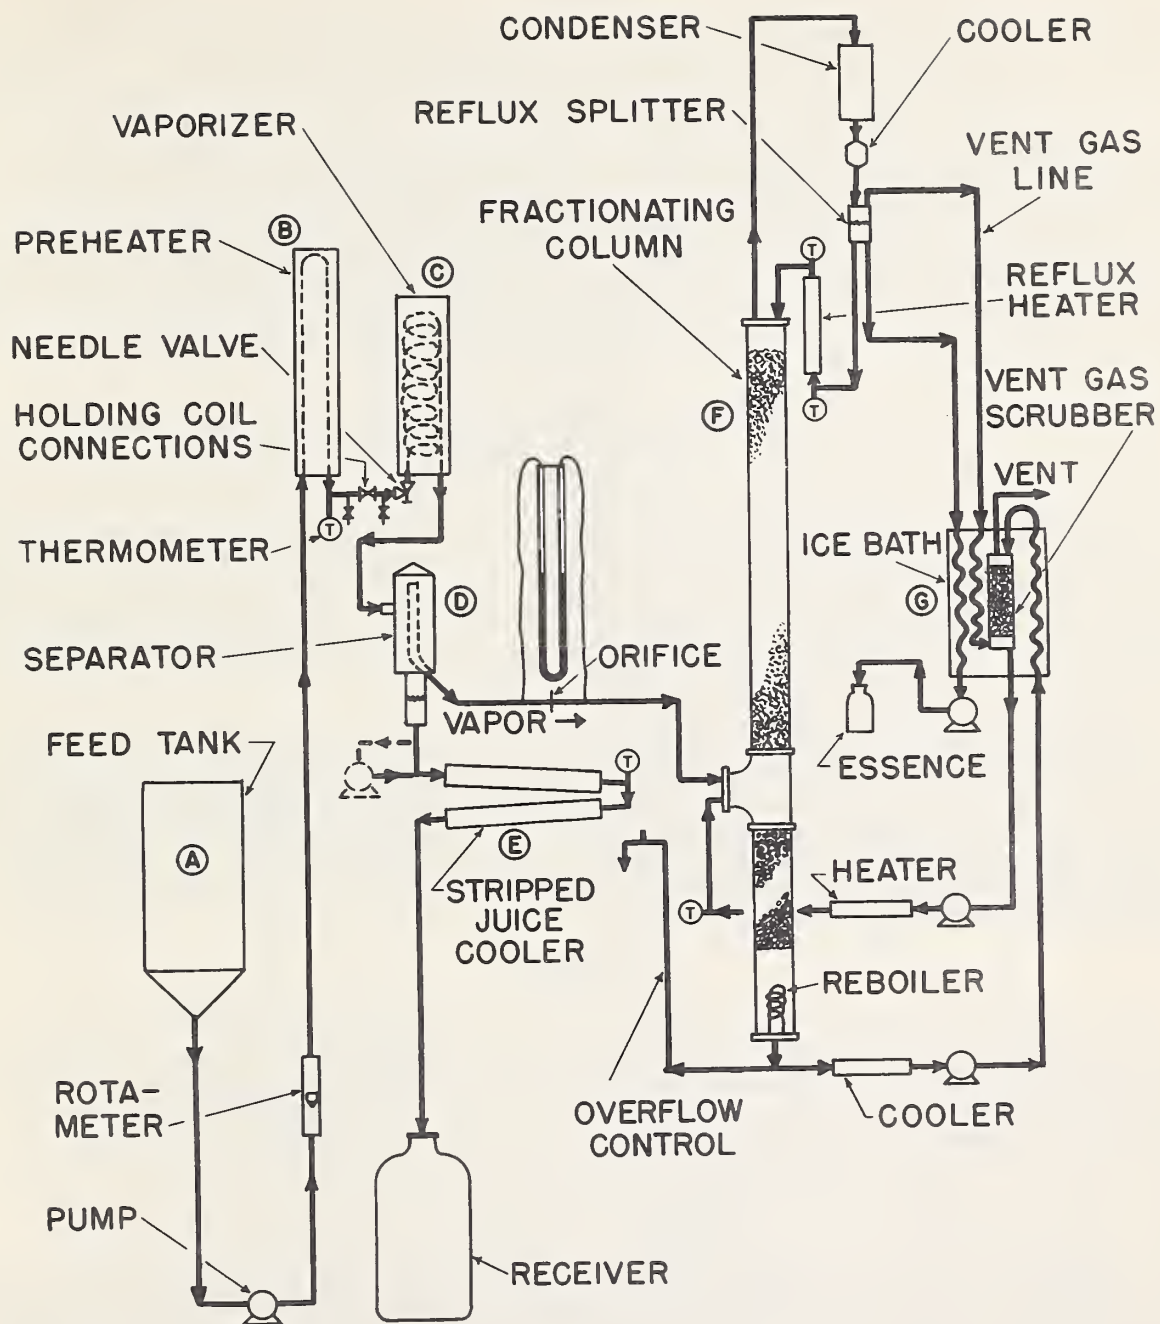 CONDENSER
COOLER
REFLUX SPLITTER
VAPORIZER
VENT GAS
LINE
FRACTIONATING
COLUMN
PREHEATER
B
C
REFLUX
HEATER
T
NEEDLE VALVE
HOLDING COIL
CONNECTIONS
F
T
VENT GAS
SCRUBBER
VENT
THERMOMETER
T
ICE BATH
D
G
SEPARATOR
ORIFICE
VAPOR
FEED TANK
T
ESSENCE
A
E
STRIPPED
JUICE
COOLER
T
HEATER
REBOILER
ROTA-
METER
OVERFLOW
CONTROL
COOLER
PUMP
RECEIVER